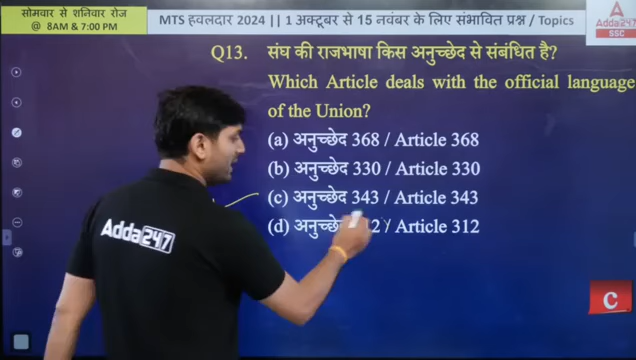 सोमवार से शनिवार रोज
@ 8AM & 7:00 PM
MTS हवलदार 2024 || 1 अक्टूबर से 15 नवंबर के लिए संभावित प्रश्न / Topics
Adda247
SSC
Q13. संघ की राजभाषा किस अनुच्छेद से संबंधित है?
Which Article deals with the official language
of the Union?
(a) अनुच्छेद 368 / Article 368
(b) अनुच्छेद 330 / Article 330
(c) अनुच्छेद 343 / Article 343
(d) अनुच्छे 2 / Article 312
Adda247
C